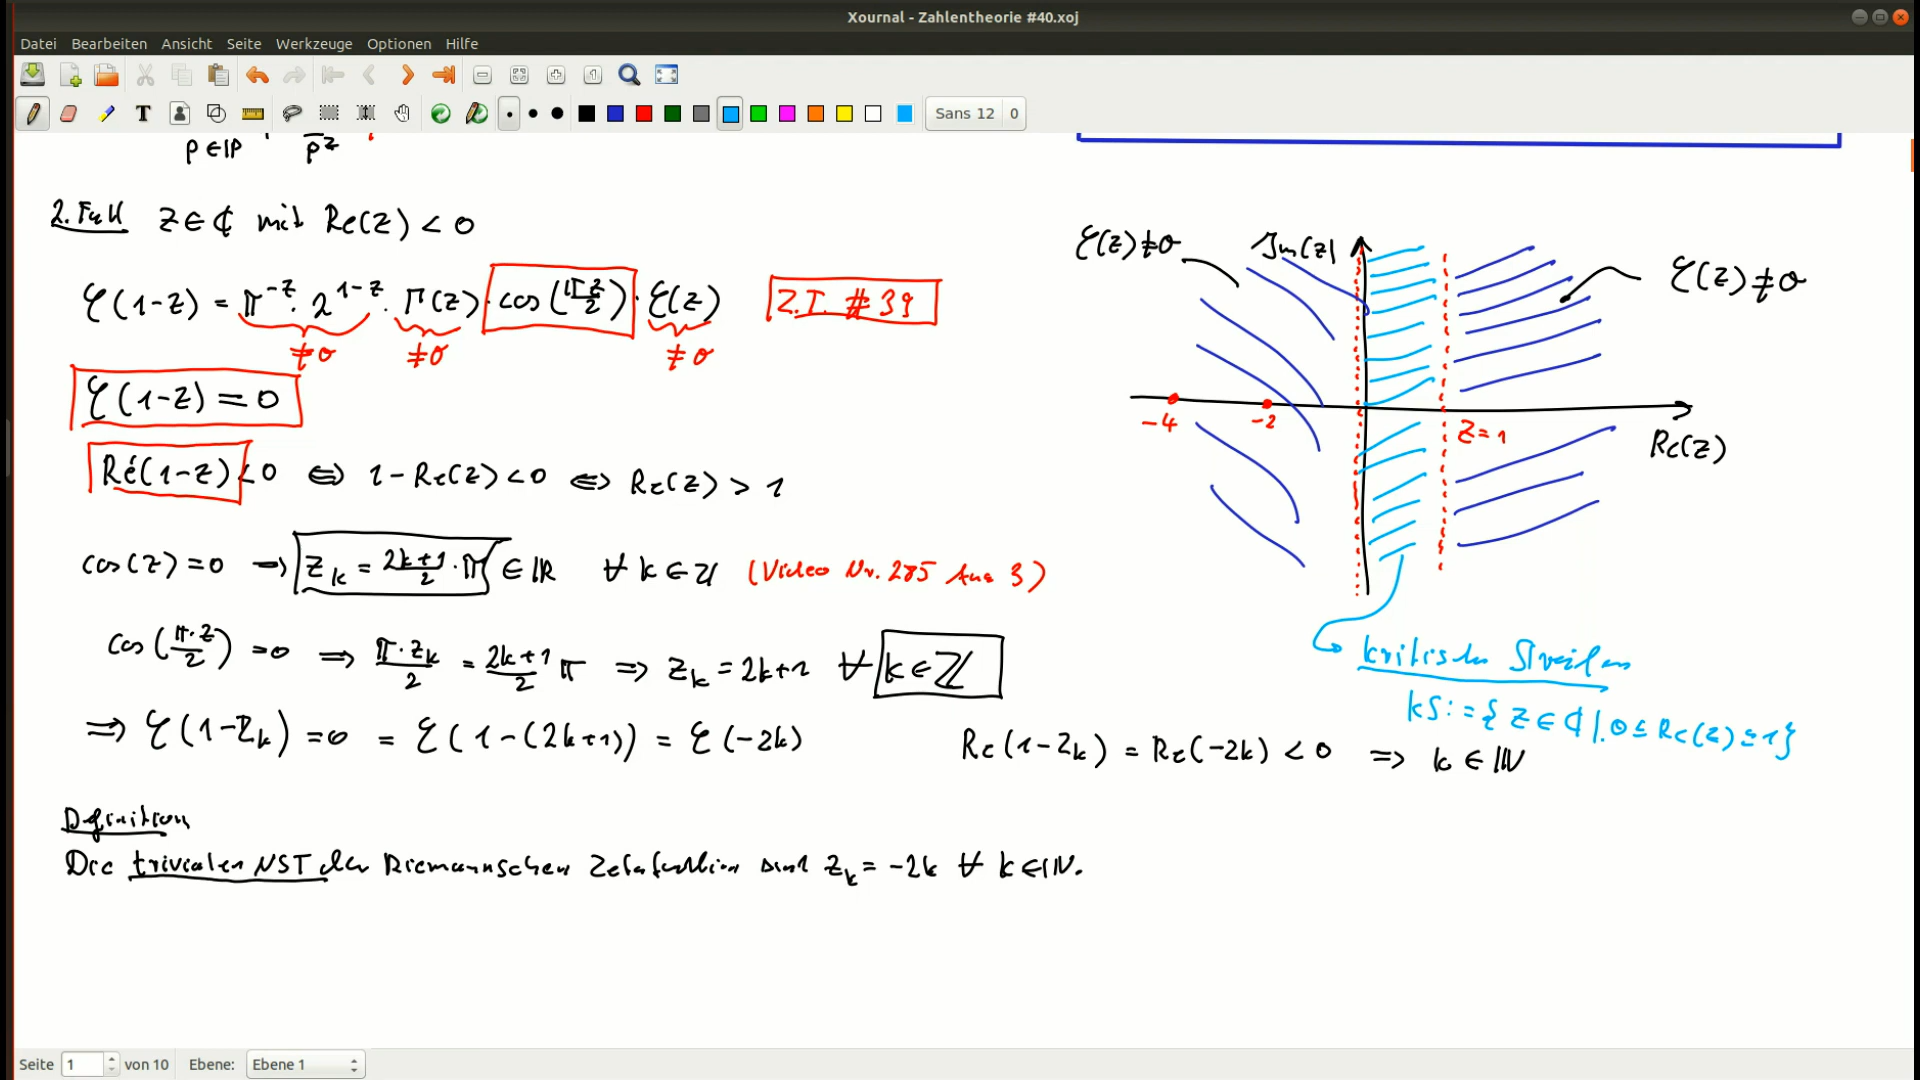 Xournal - Zahlentheorie #40.xoj
Datei Bearbeiten Ansicht Seite Werkzeuge Optionen Hilfe
Sans 12 0
p∈ℙ p^z
2. Fall z∈ℂ mit Re(z) < 0
ζ(1-z) = π^-z · 2^1-z · Γ(z) · cos(πz/2) · ζ(z) Z.T. #39
≠0 ≠0 ≠0
ζ(1-z) = 0
Re(1-z) < 0 ⇔ 1-Re(z) < 0 ⇔ Re(z) > 1
cos(z) = 0 ⇒ z_k = (2k+1)/2 · π ∈ ℝ ∀ k∈ℤ (Video Nr. 285 Ana 3)
cos(π·z/2) = 0 ⇒ π·z_k/2 = (2k+1)/2 π ⇒ z_k = 2k+1 ∀ k∈ℤ
⇒ ζ(1-z_k) = 0 = ζ(1-(2k+1)) = ζ(-2k) Re(1-z_k) = Re(-2k) < 0 ⇒ k ∈ ℕ
Definition
Die trivialen NST der Riemannschen Zetafunktion sind z_k = -2k ∀ k∈ℕ.
ζ(z) ≠ 0 Im(z) ζ(z) ≠ 0
-4 -2 z=1 Re(z)
kritischer Streifen
kS := {z∈ℂ | 0 ≤ Re(z) ≤ 1}
Seite 1 von 10 Ebene: Ebene 1